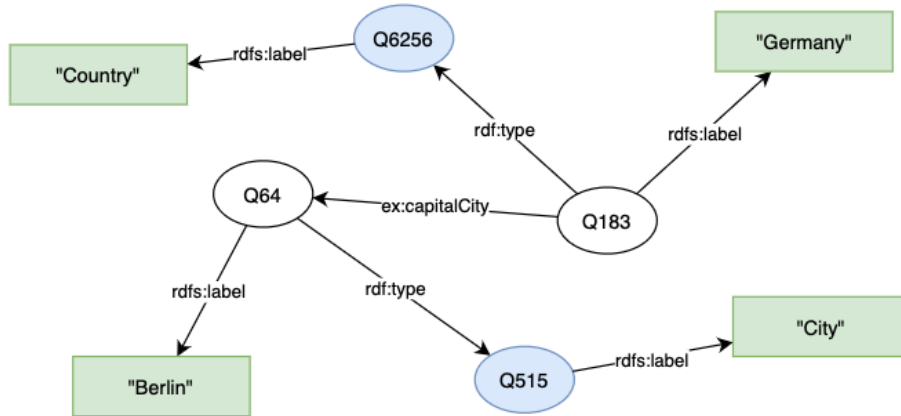 Q6256
"Germany"
rdfs:label
"Country"
rdf:type
rdfs:label
Q64
ex:capitalCity
Q183
rdfs:label
rdf:type
"City"
rdfs:label
Q515
"Berlin"